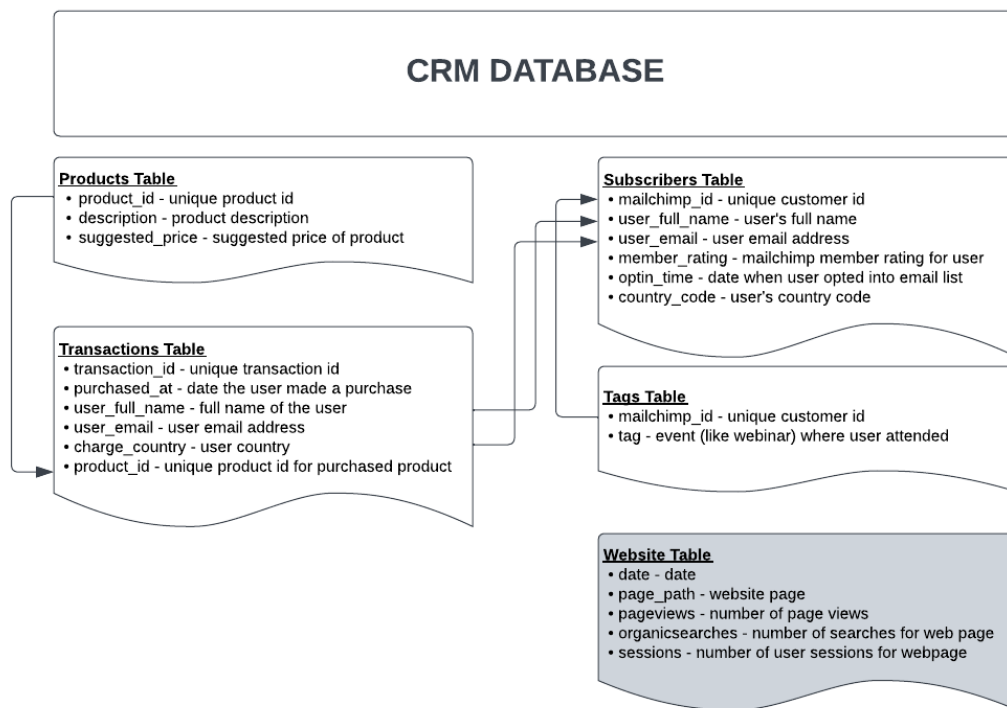 CRM DATABASE
Products Table
• product_id - unique product id
• description - product description
• suggested_price - suggested price of product
Transactions Table
• transaction_id - unique transaction id
• purchased_at - date the user made a purchase
• user_full_name - full name of the user
• user_email - user email address
• charge_country - user country
• product_id - unique product id for purchased product
Subscribers Table
• mailchimp_id - unique customer id
• user_full_name - user's full name
• user_email - user email address
• member_rating - mailchimp member rating for user
• optin_time - date when user opted into email list
• country_code - user's country code
Tags Table
• mailchimp_id - unique customer id
• tag - event (like webinar) where user attended
Website Table
• date - date
• page_path - website page
• pageviews - number of page views
• organicsearches - number of searches for web page
• sessions - number of user sessions for webpage